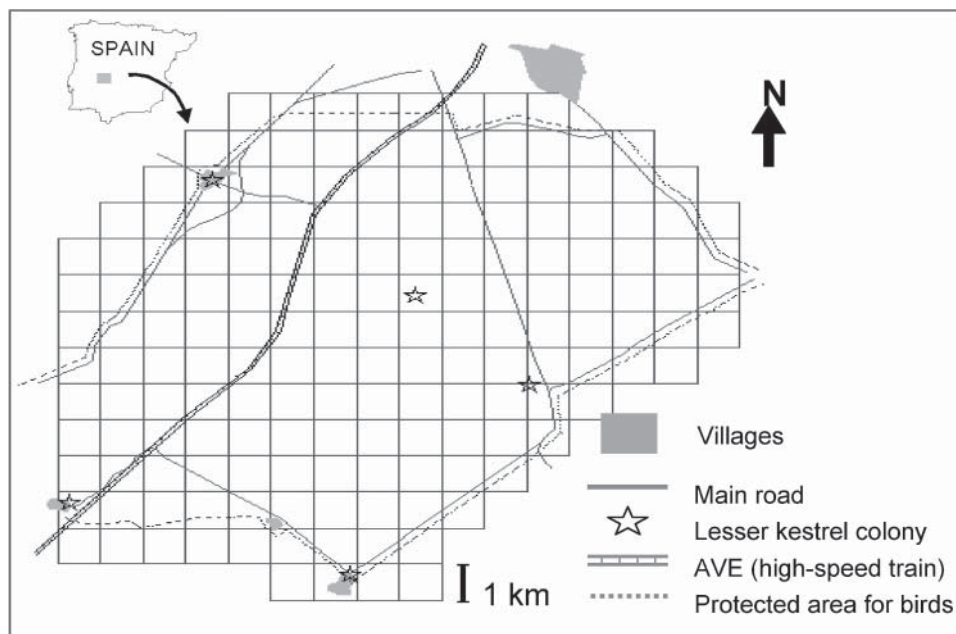 SPAIN
N
Villages
Main road
Lesser kestrel colony
AVE (high-speed train)
Protected area for birds
1 km